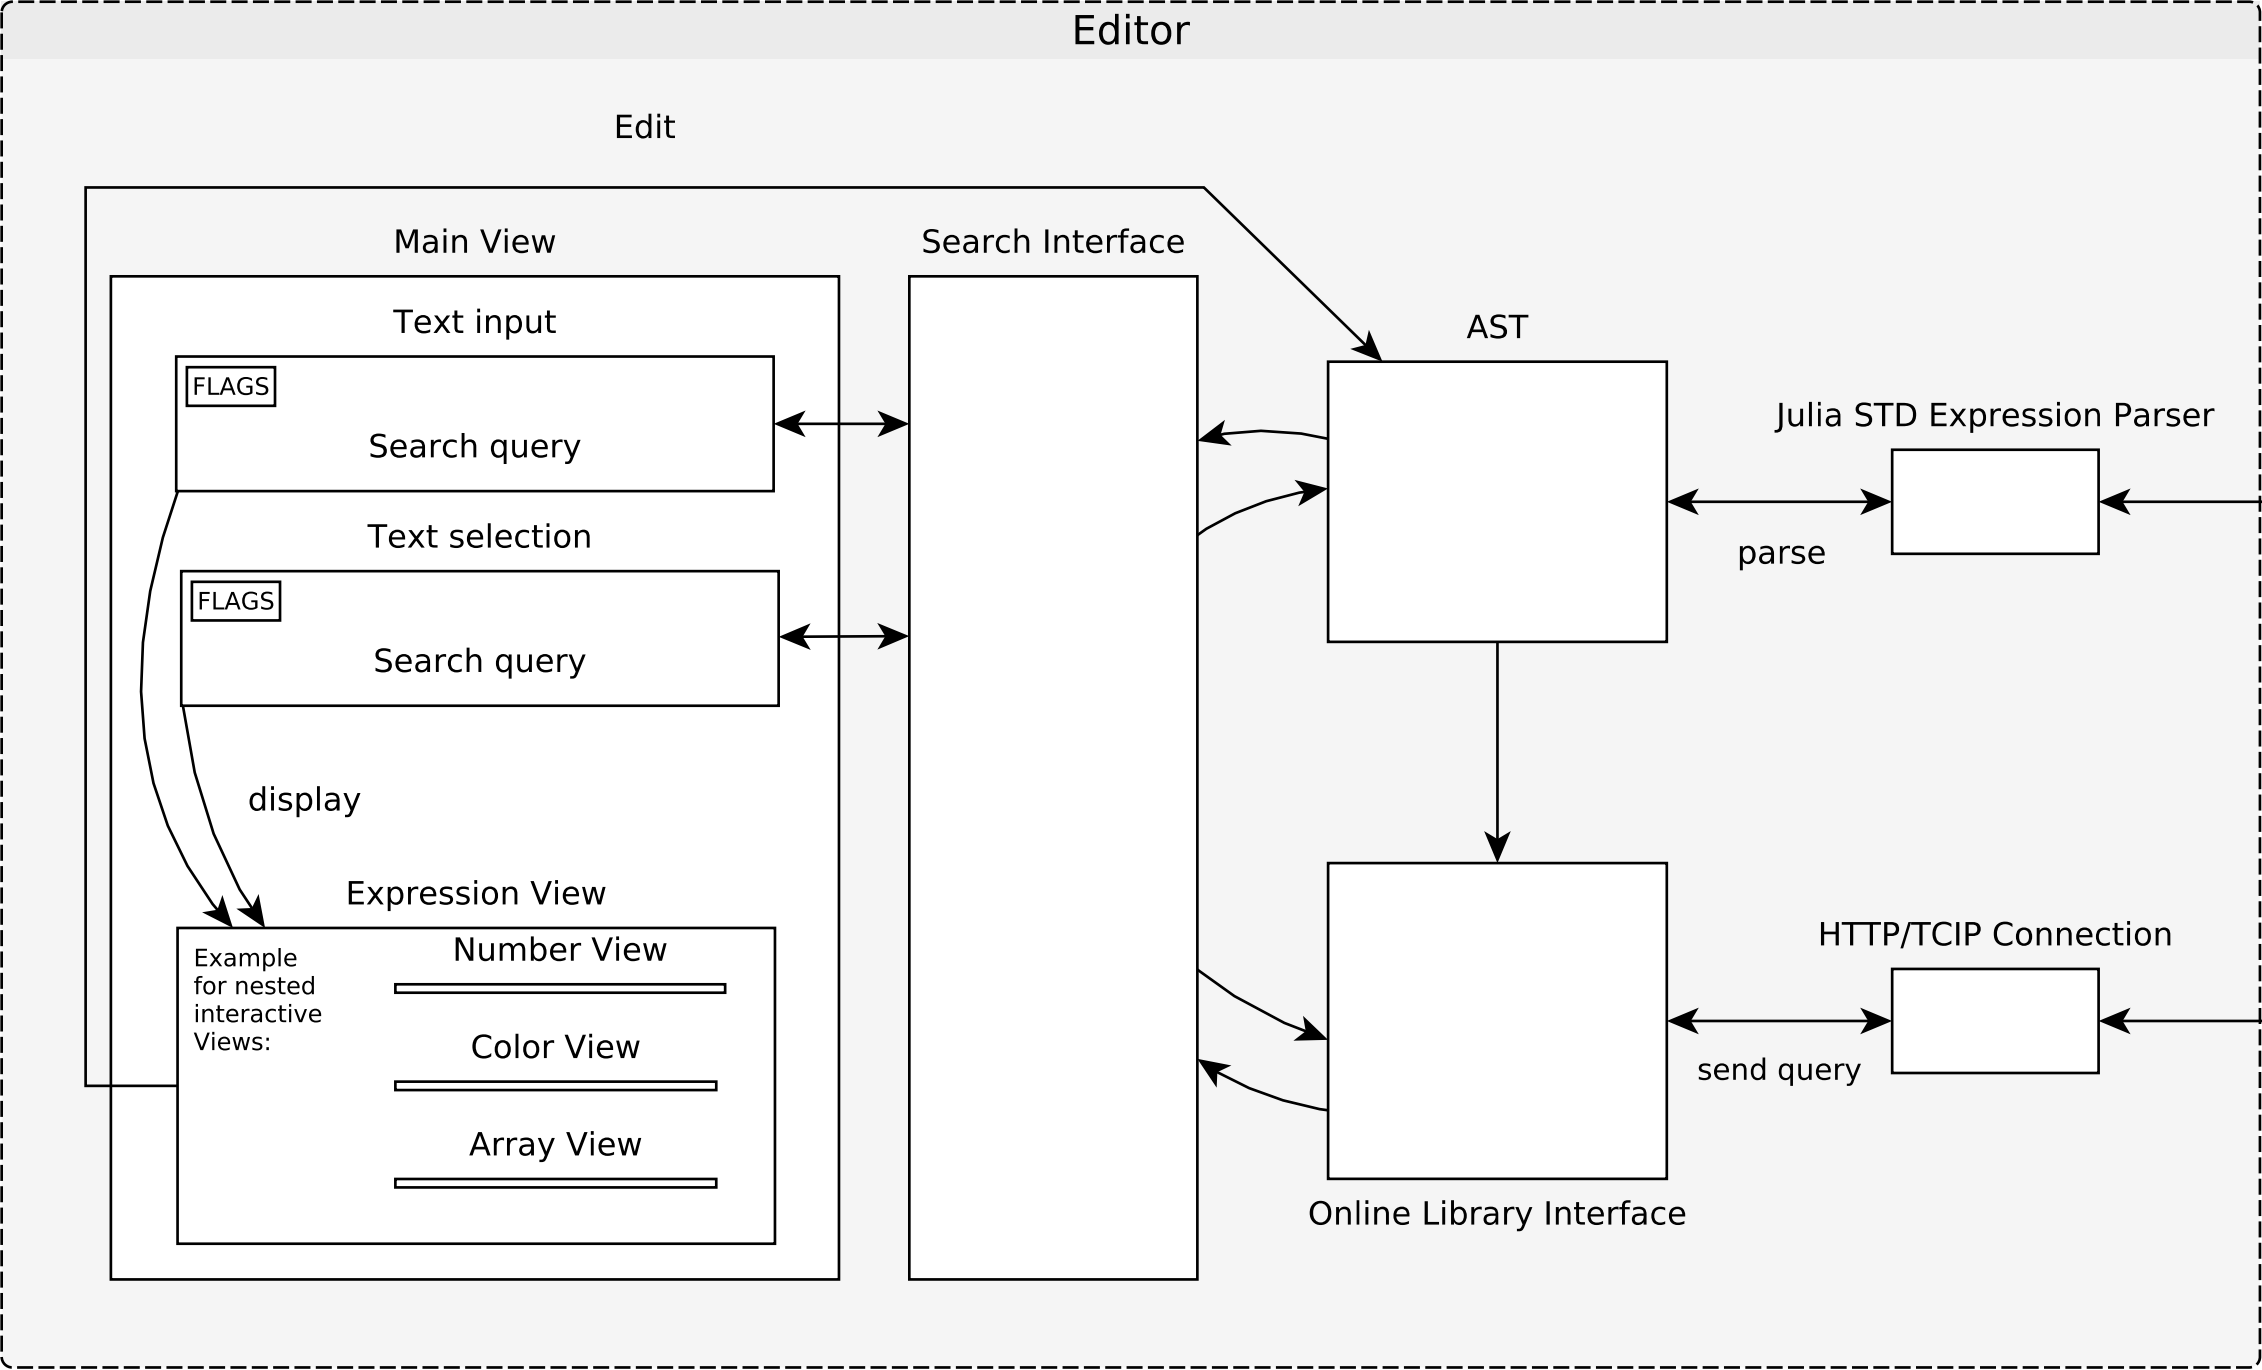 Editor
Edit
Main View
Search Interface
Text input
AST
FLAGS
Search query
Julia STD Expression Parser
Text selection
parse
FLAGS
Search query
display
Expression View
HTTP/TCIP Connection
Example
for nested
interactive
Views:
Number View
Color View
Array View
send query
Online Library Interface